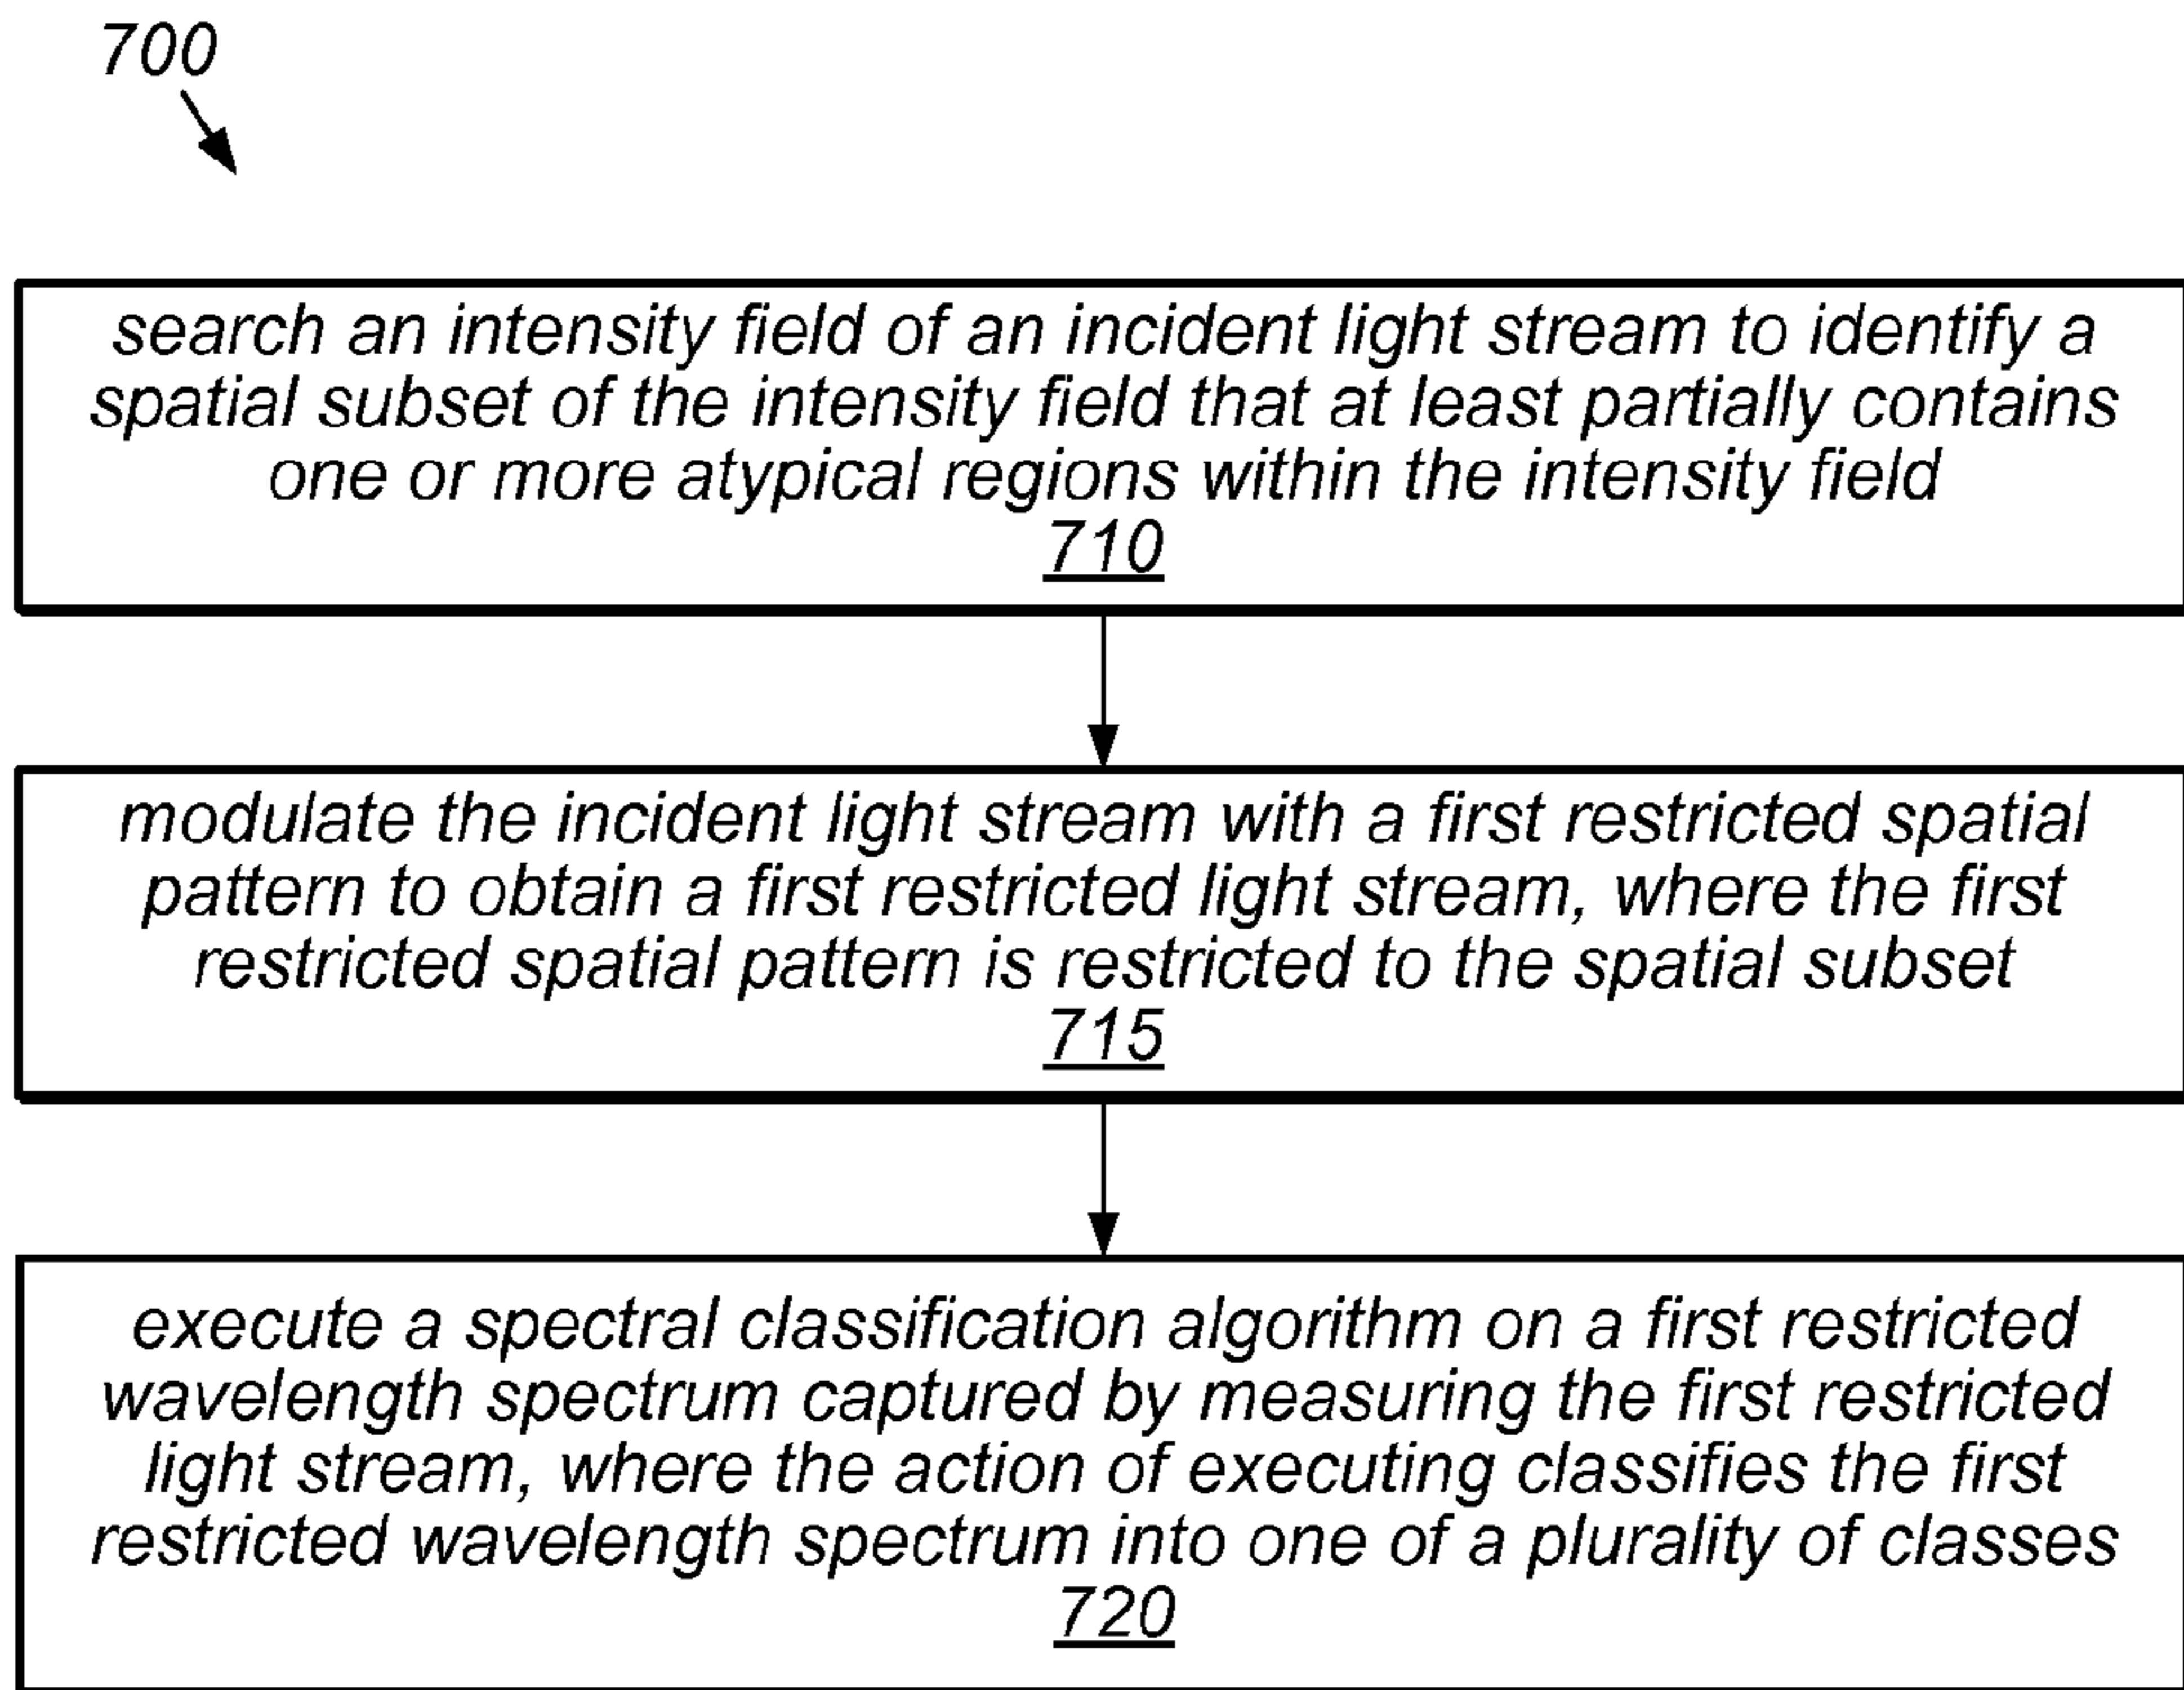 700
search an intensity field of an incident light stream to identify a
spatial subset of the intensity field that at least partially contains
one or more atypical regions within the intensity field
710
modulate the incident light stream with a first restricted spatial
pattern to obtain a first restricted light stream, where the first
restricted spatial pattern is restricted to the spatial subset
715
execute a spectral classification algorithm on a first restricted
wavelength spectrum captured by measuring the first restricted
light stream, where the action of executing classifies the first
restricted wavelength spectrum into one of a plurality of classes
720